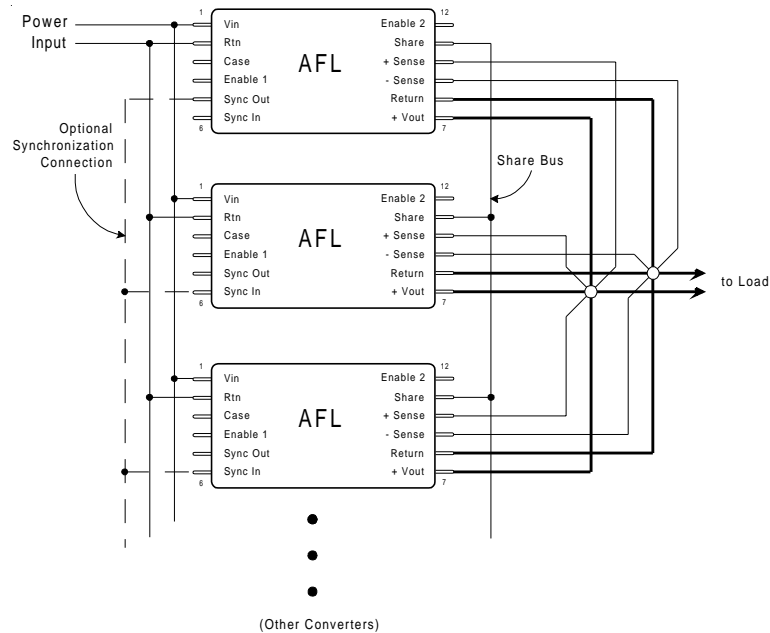 Power
Input
Optional
Synchronization
Connection
1
12
Vin
Rtn
Case
Enable 1
Sync Out
Sync In
AFL
Enable 2
Share
+ Sense
- Sense
Return
+ Vout
6
7
Share Bus
1
12
Vin
Rtn
Case
Enable 1
Sync Out
Sync In
AFL
Enable 2
Share
+ Sense
- Sense
Return
+ Vout
6
7
to Load
1
12
Vin
Rtn
Case
Enable 1
Sync Out
Sync In
AFL
Enable 2
Share
+ Sense
- Sense
Return
+ Vout
6
7
(Other Converters)